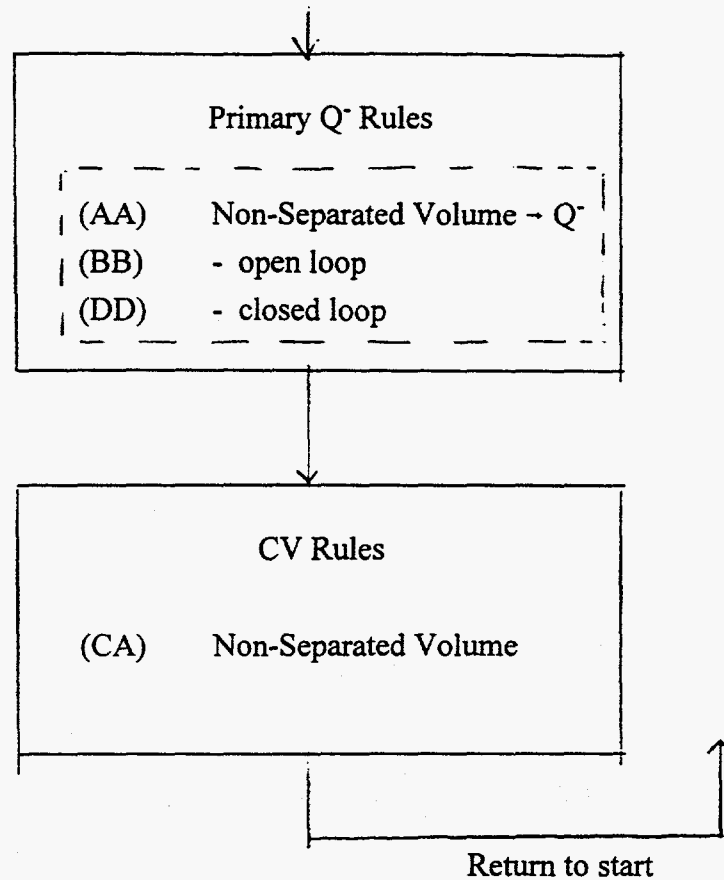 Primary Q⁻ Rules
(AA) Non-Separated Volume → Q⁻
(BB) - open loop
(DD) - closed loop
CV Rules
(CA) Non-Separated Volume
Return to start